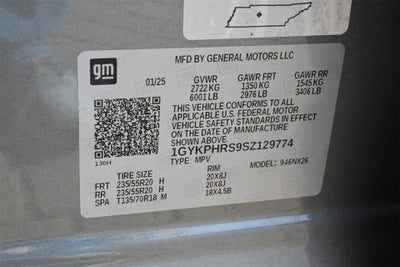 MFD BY GENERAL MOTORS LLC
gm
01/25 GVWR GAWR FRT GAWR RR
2722 KG 1350 KG 1545 KG
6001 LB 2976 LB 3406 LB
THIS VEHICLE CONFORMS TO ALL
APPLICABLE U.S. FEDERAL MOTOR
VEHICLE SAFETY STANDARDS IN EFFECT
ON THE DATE OF MANUFACTURE
SHOWN ABOVE.
1GYKPHRS9SZ129774
130H
TYPE: MPV MODEL: 946NX26
TIRE SIZE RIM
FRT 235/55R20 H 20X8J
RR 235/55R20 H 20X8J
SPA T135/70R18 M 18X4.5B